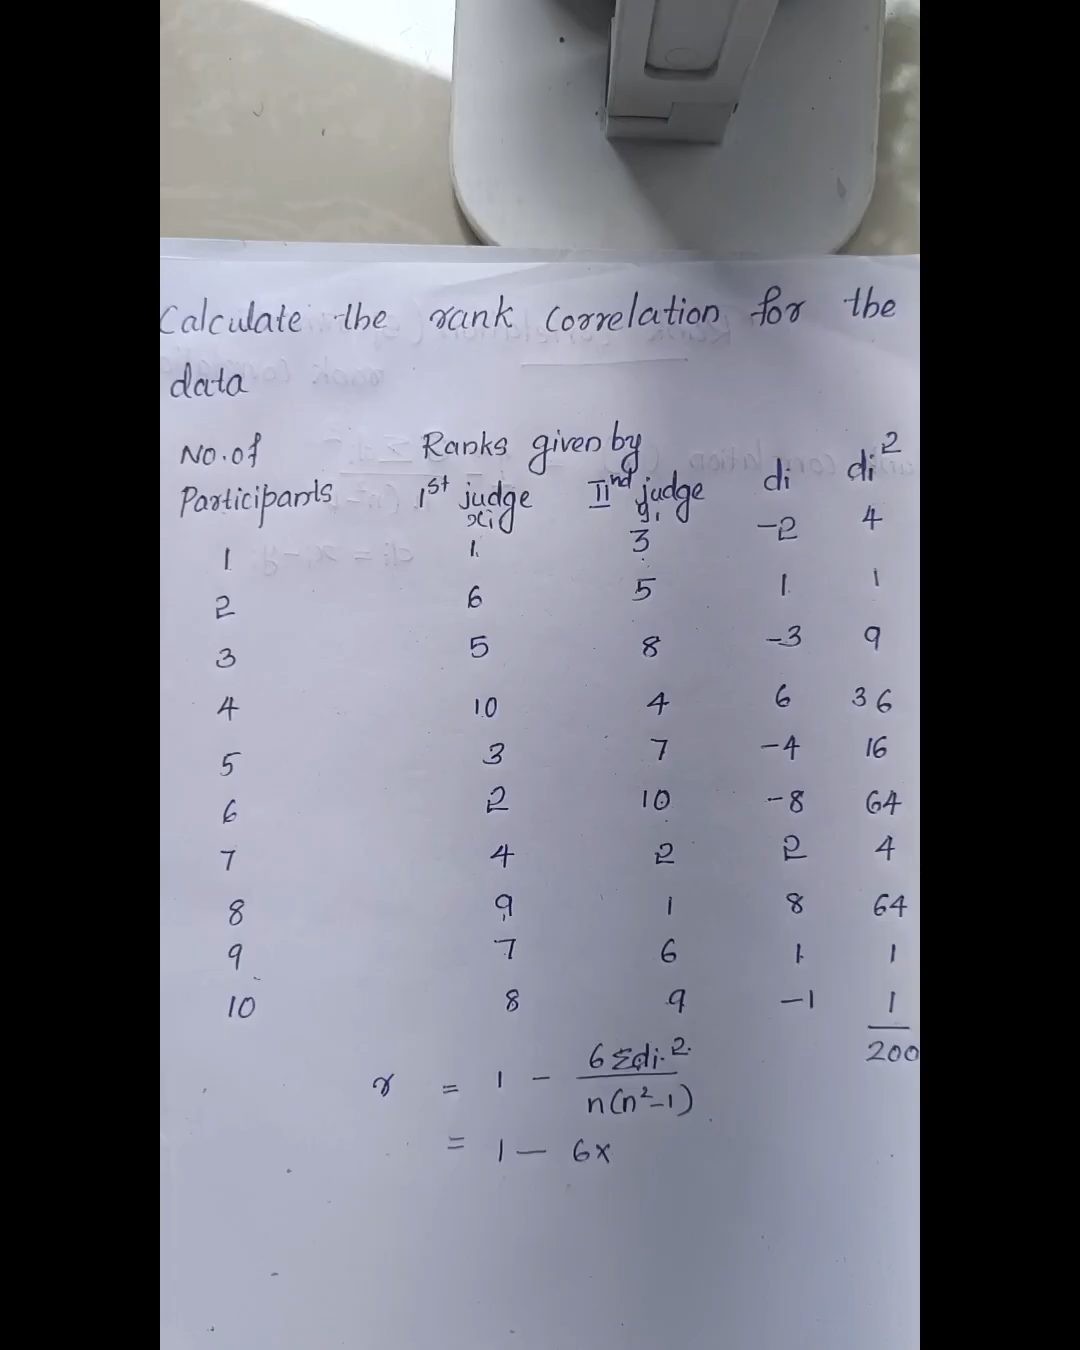 Calculate the rank correlation for the
data
No.of Ranks given by
Participants 1st judge IInd judge di di²
xi yi
1 1 3 -2 4
2 6 5 1 1
3 5 8 -3 9
4 10 4 6 36
5 3 7 -4 16
6 2 10 -8 64
7 4 2 2 4
8 9 1 8 64
9 7 6 1 1
10 8 9 -1 1
200
r = 1 - 6Σdi²
n(n²-1)
= 1 - 6x